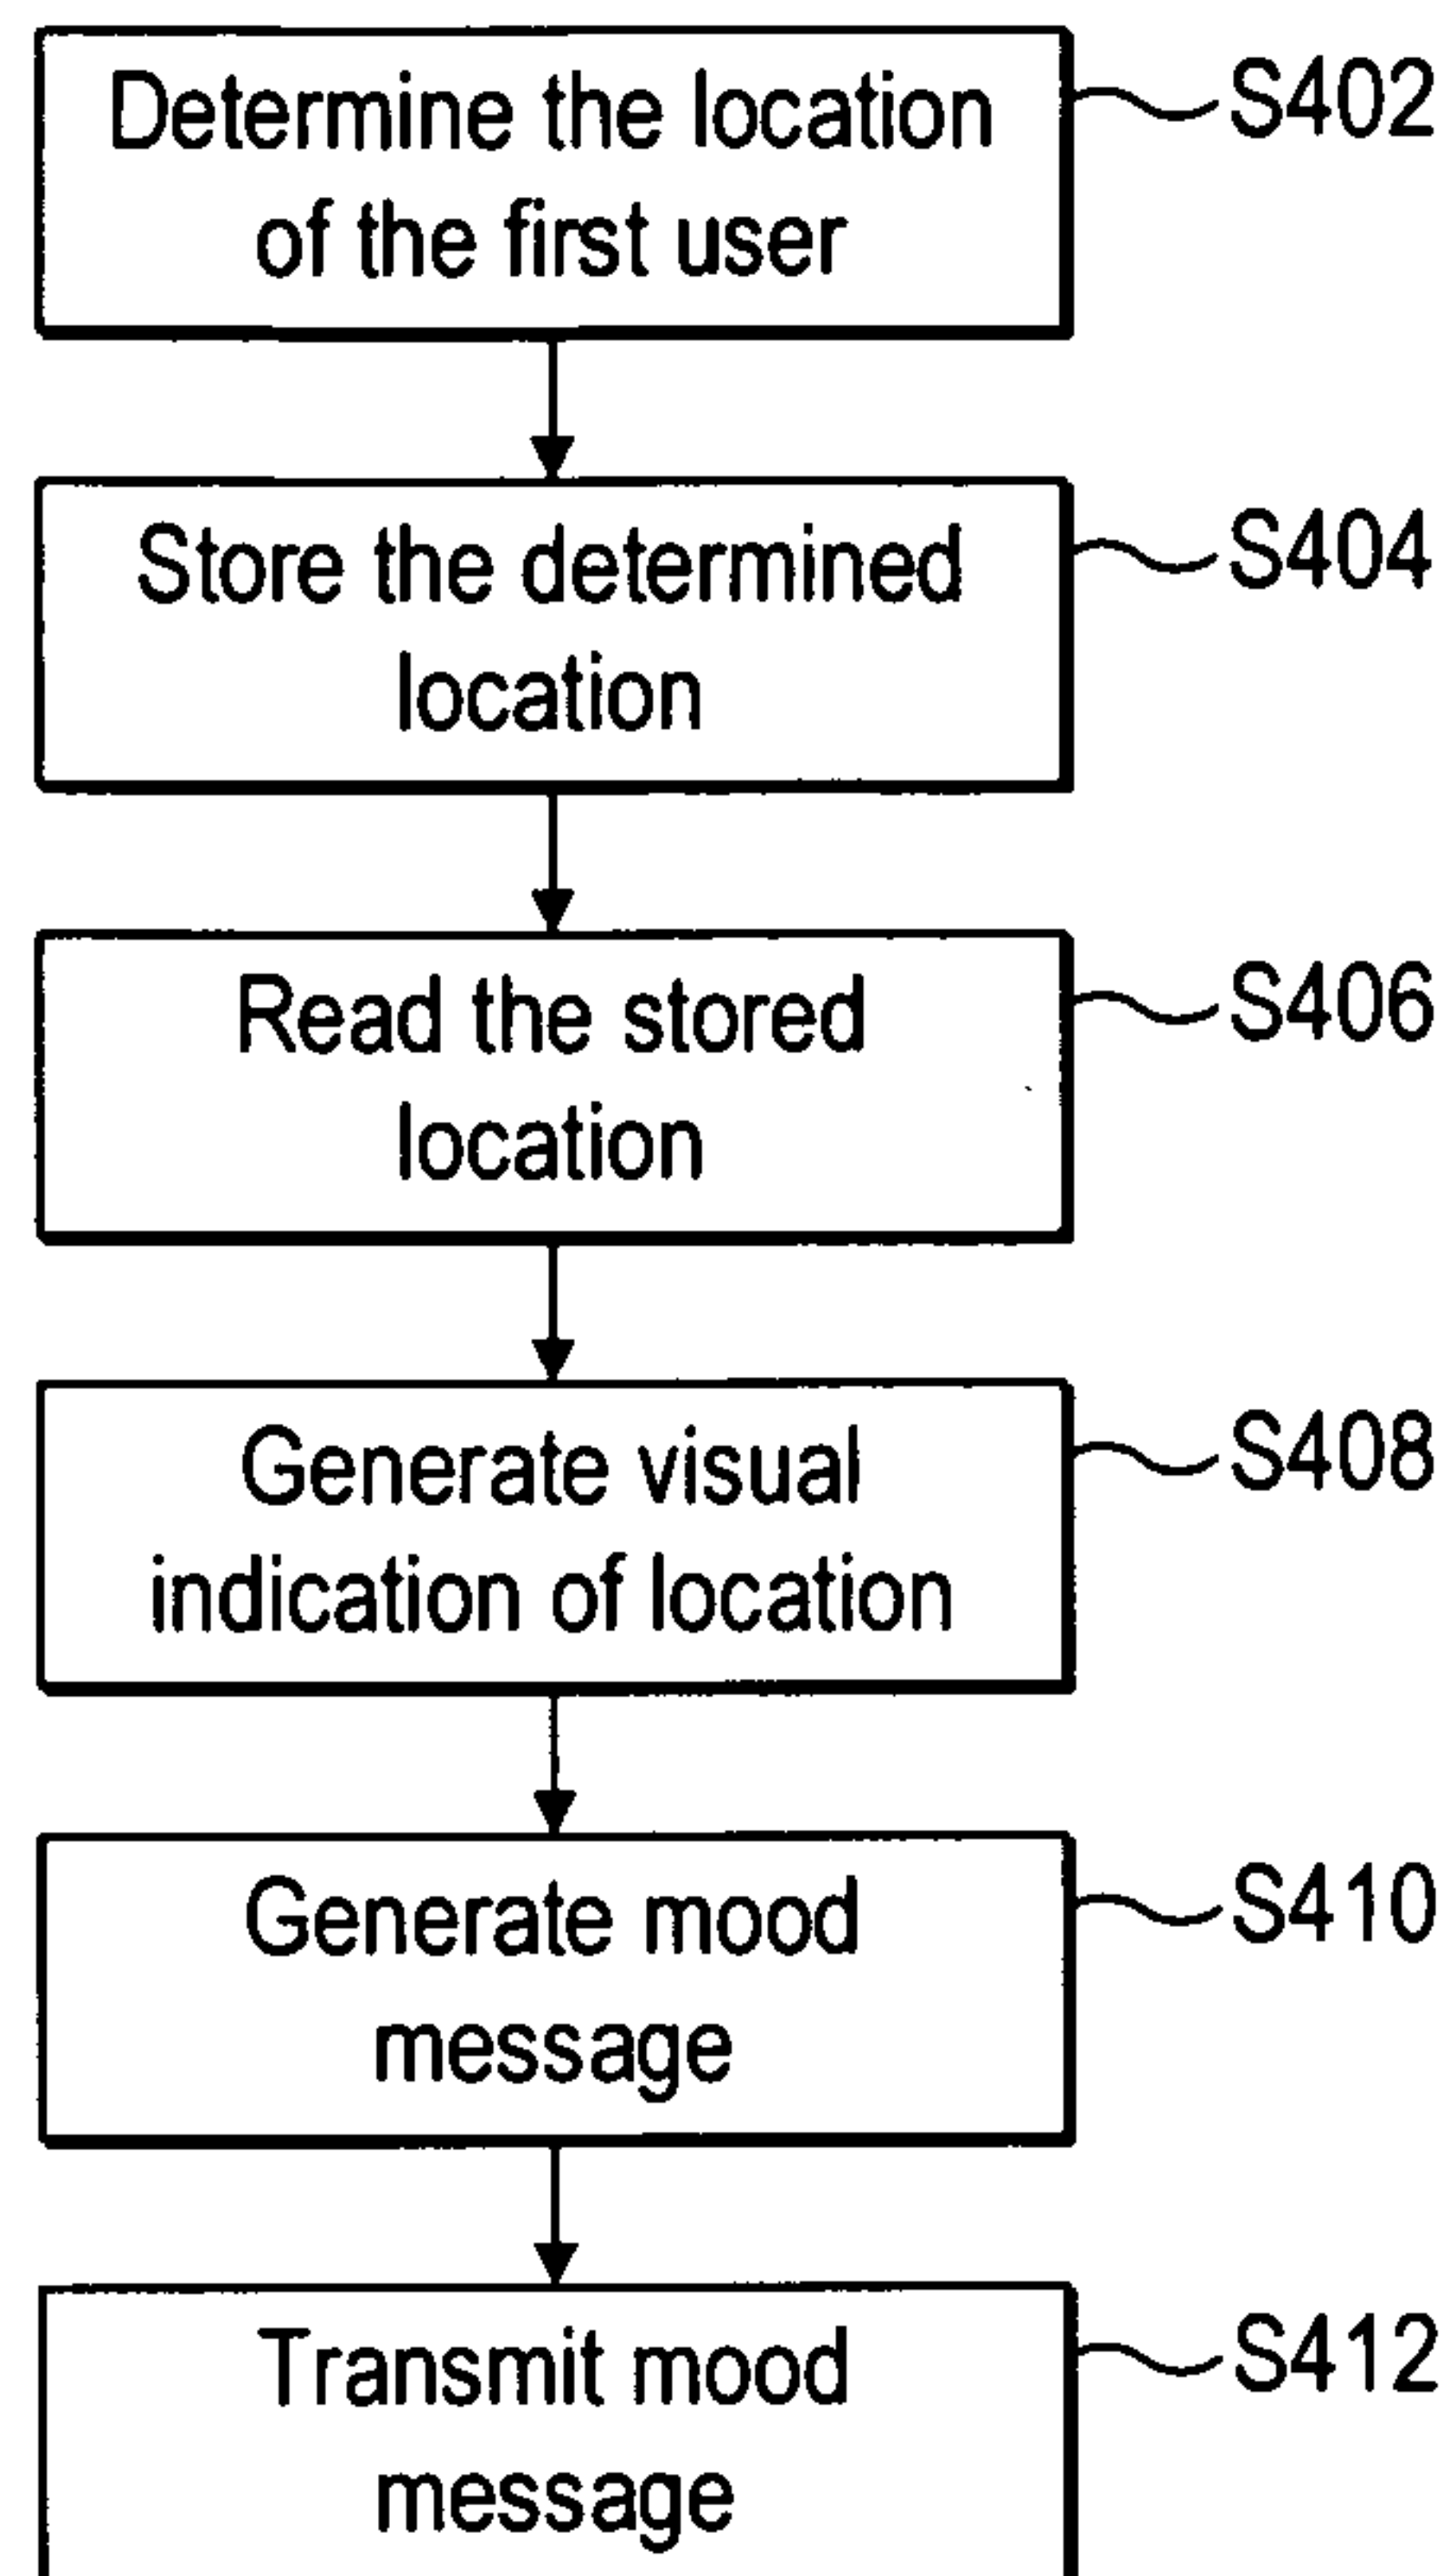 Determine the location
of the first user
S402
Store the determined
location
S404
Read the stored
location
S406
Generate visual
indication of location
S408
Generate mood
message
S410
Transmit mood
message
S412